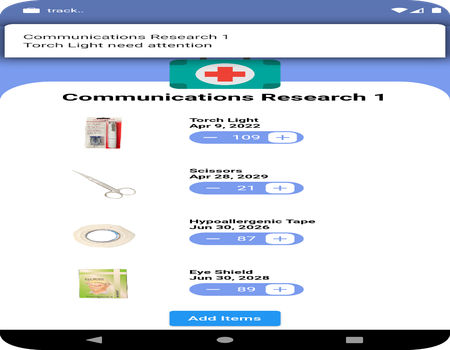 track..
Communications Research 1
Torch Light need attention
Communications Research 1
Torch Light
Apr 9, 2022
— 109 +
Scissors
Apr 28, 2029
— 21 +
Hypoallergenic Tape
Jun 30, 2026
— 87 +
Eye Shield
Jun 30, 2028
— 89 +
Add Items